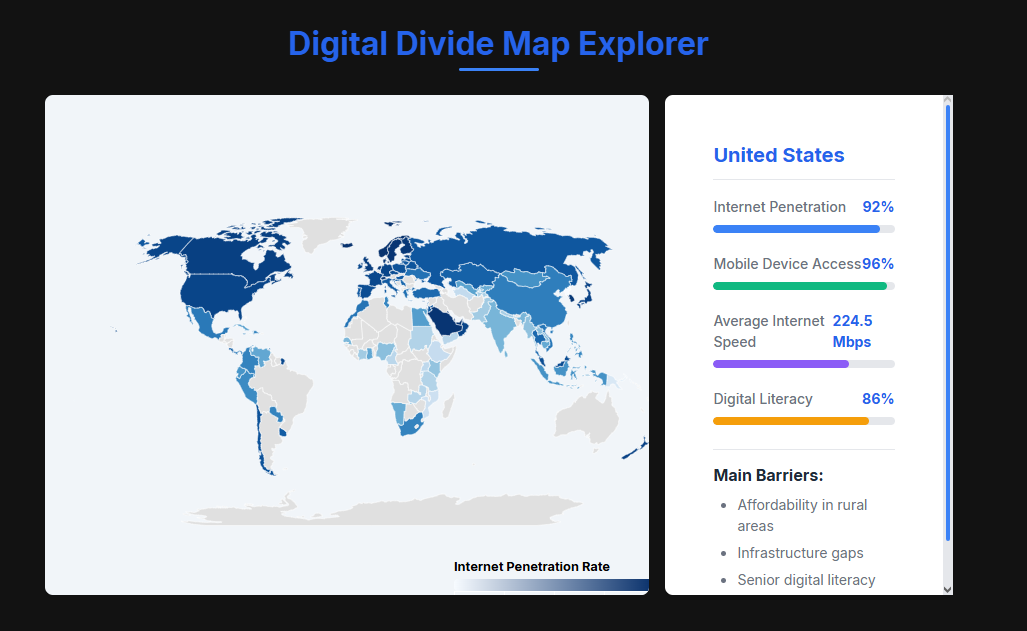 Digital Divide Map Explorer
United States
Internet Penetration 92%
Mobile Device Access 96%
Average Internet Speed 224.5 Mbps
Digital Literacy 86%
Main Barriers:
Affordability in rural
areas
Infrastructure gaps
Senior digital literacy
Internet Penetration Rate